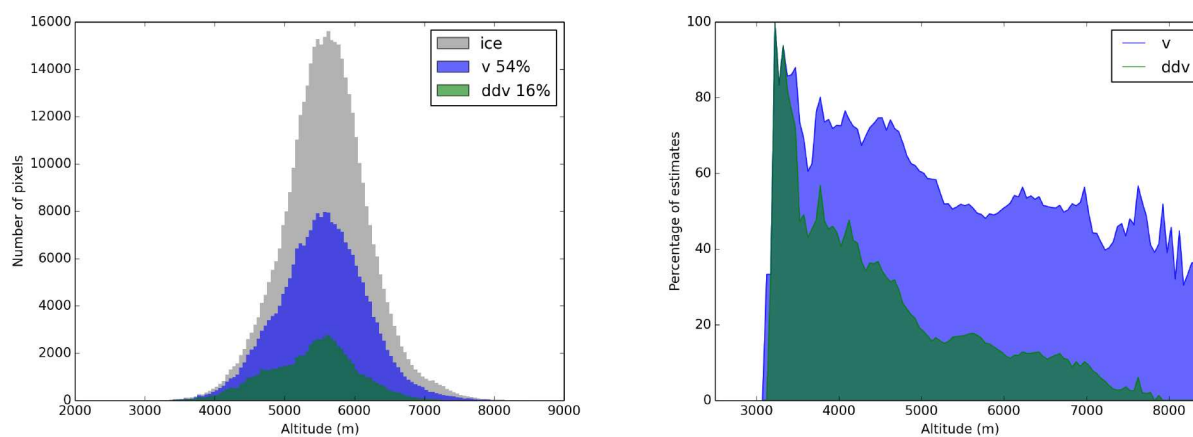 16000
14000
12000
10000
8000
6000
4000
2000
0
Number of pixels
2000 3000 4000 5000 6000 7000 8000 9000
Altitude (m)
ice
v 54%
ddv 16%
100
80
60
40
20
0
Percentage of estimates
3000 4000 5000 6000 7000 8000
Altitude (m)
v
ddv